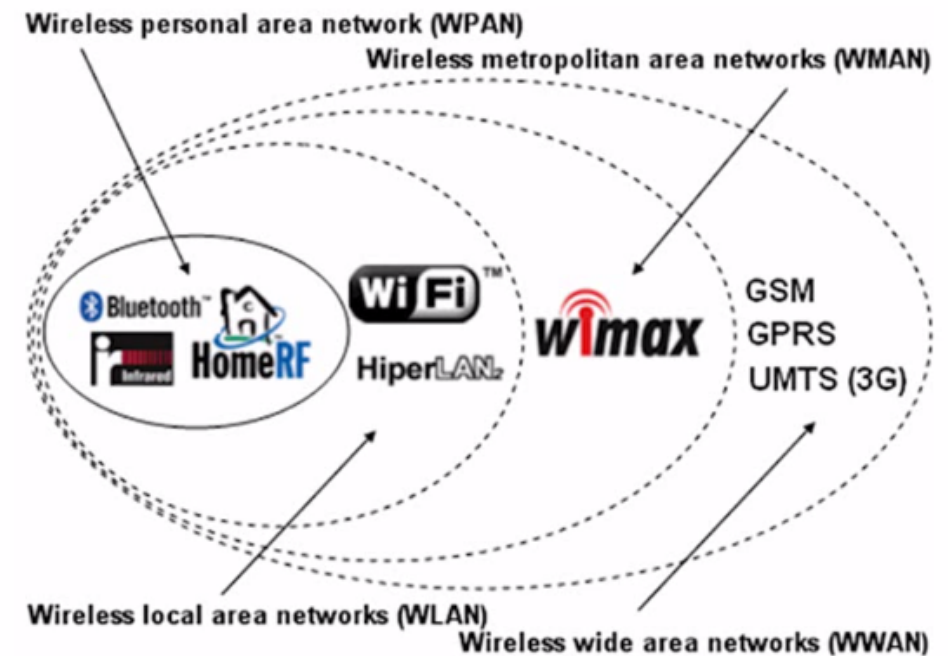 Wireless personal area network (WPAN)
Wireless metropolitan area networks (WMAN)
Bluetooth™
Infrared
HomeRF
WiFi™
HiperLAN2
wimax
GSM
GPRS
UMTS (3G)
Wireless local area networks (WLAN)
Wireless wide area networks (WWAN)